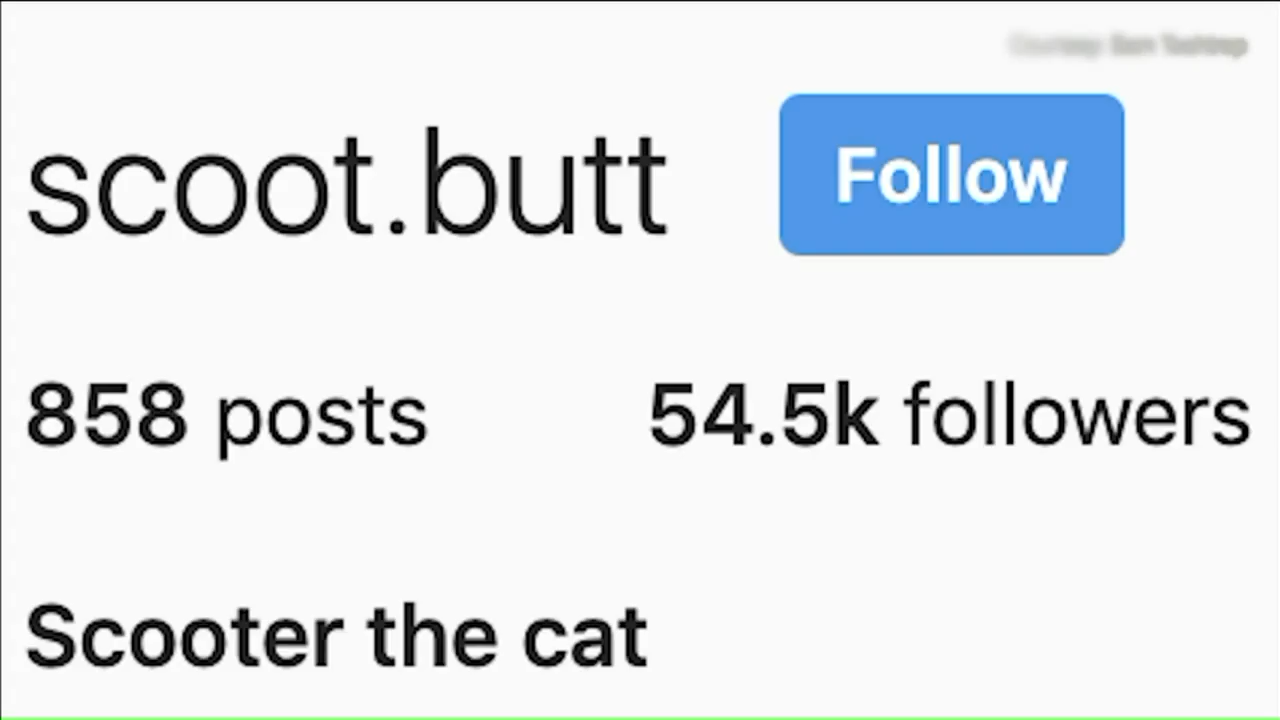 scoot.butt
Follow
858 posts
54.5k followers
Scooter the cat